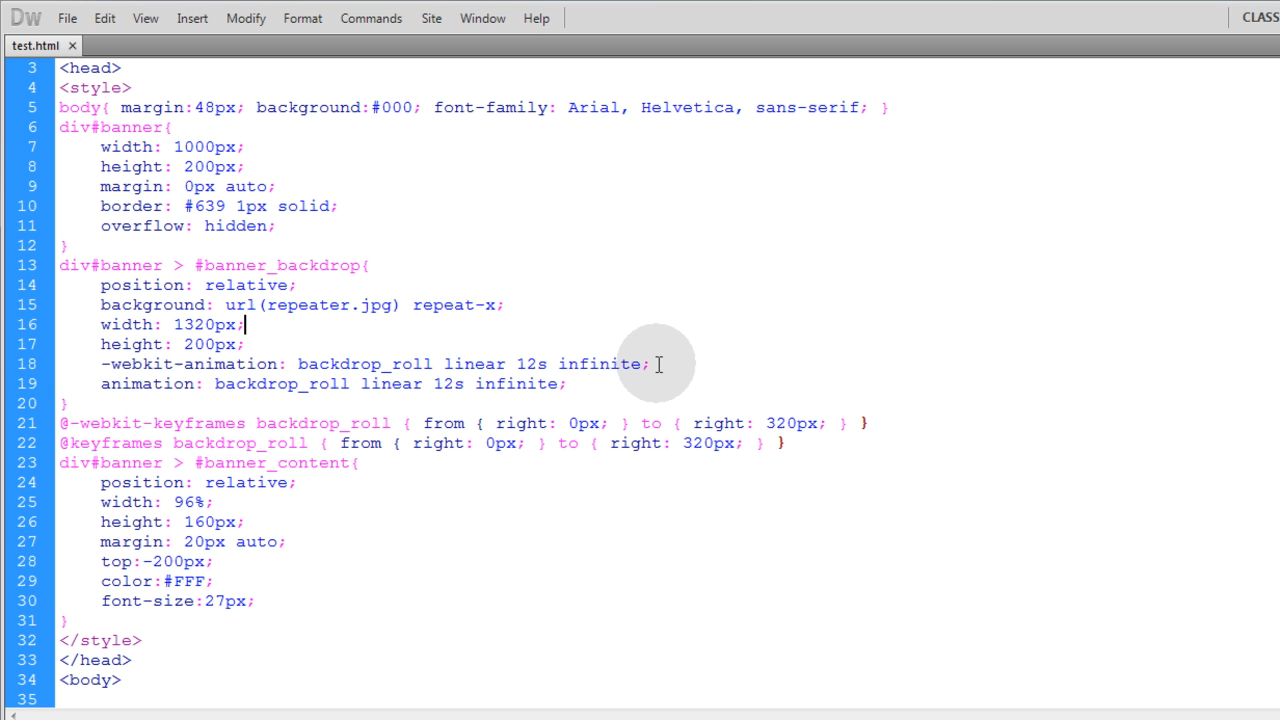 Dw File Edit View Insert Modify Format Commands Site Window Help CLASS
test.html ×
3 <head>
4 <style>
5 body{ margin:48px; background:#000; font-family: Arial, Helvetica, sans-serif; }
6 div#banner{
7 width: 1000px;
8 height: 200px;
9 margin: 0px auto;
10 border: #639 1px solid;
11 overflow: hidden;
12 }
13 div#banner > #banner_backdrop{
14 position: relative;
15 background: url(repeater.jpg) repeat-x;
16 width: 1320px;
17 height: 200px;
18 -webkit-animation: backdrop_roll linear 12s infinite;
19 animation: backdrop_roll linear 12s infinite;
20 }
21 @-webkit-keyframes backdrop_roll { from { right: 0px; } to { right: 320px; } }
22 @keyframes backdrop_roll { from { right: 0px; } to { right: 320px; } }
23 div#banner > #banner_content{
24 position: relative;
25 width: 96%;
26 height: 160px;
27 margin: 20px auto;
28 top:-200px;
29 color:#FFF;
30 font-size:27px;
31 }
32 </style>
33 </head>
34 <body>
35